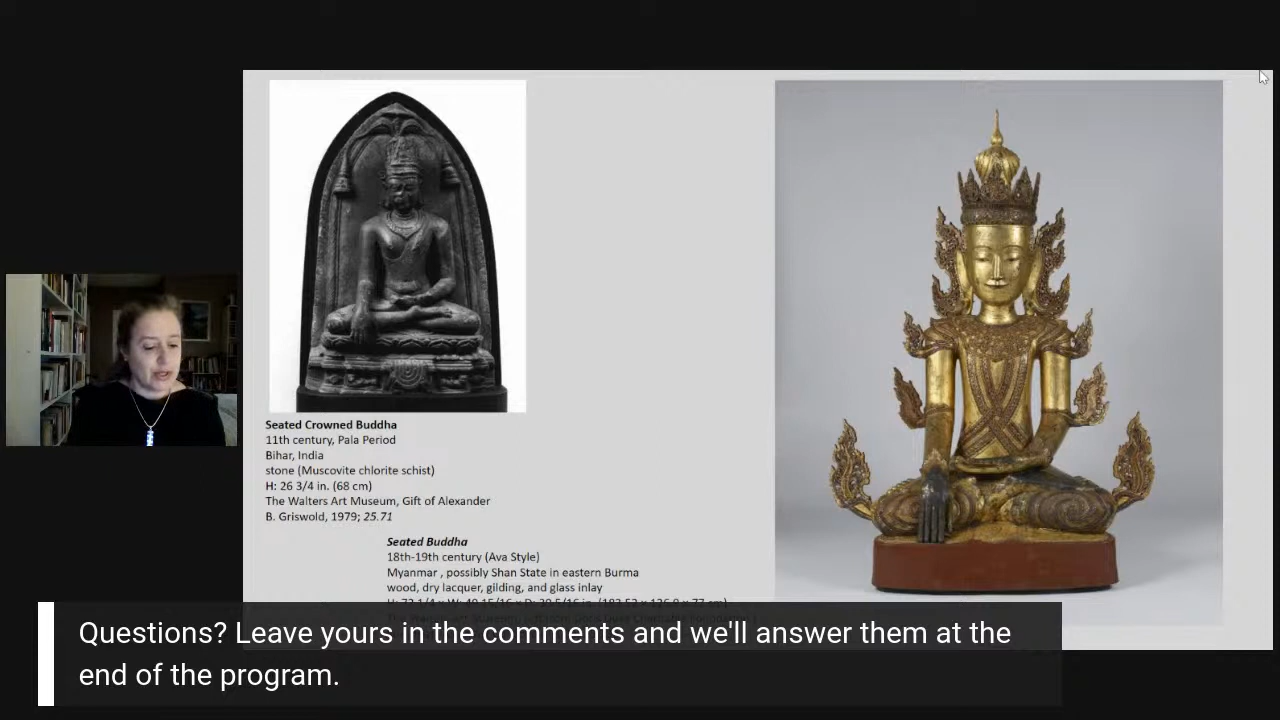 Seated Crowned Buddha
11th century, Pala Period
Bihar, India
stone (Muscovite chlorite schist)
H: 26 3/4 in. (68 cm)
The Walters Art Museum, Gift of Alexander
B. Griswold, 1979; 25.71
Seated Buddha
18th-19th century (Ava Style)
Myanmar , possibly Shan State in eastern Burma
wood, dry lacquer, gilding, and glass inlay
Questions? Leave yours in the comments and we'll answer them at the
end of the program.